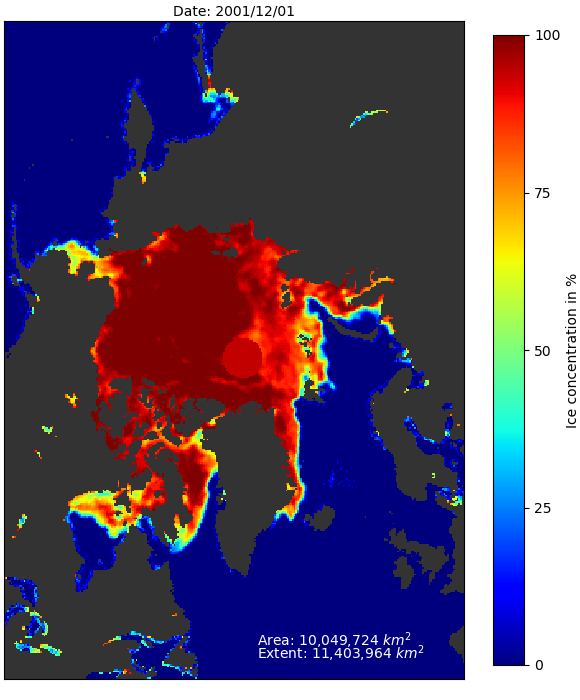 Date: 2001/12/01
100
75
50
25
0
Ice concentration in %
Area: 10,049,724 km²
Extent: 11,403,964 km²